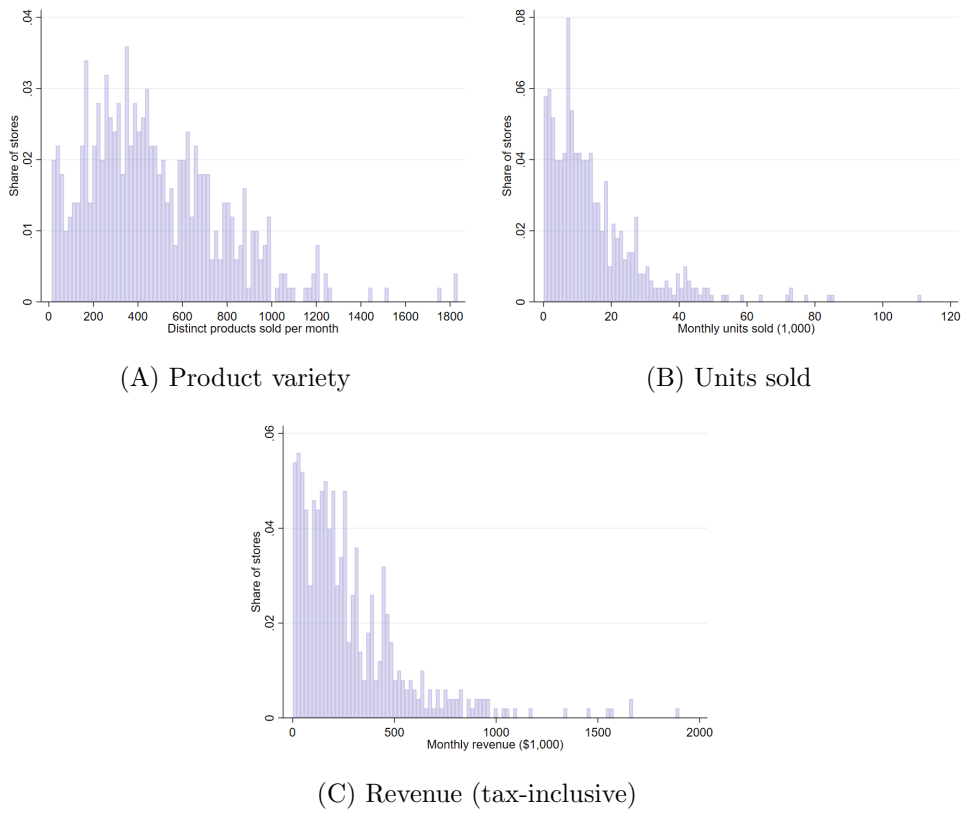 Share of stores
0 .01 .02 .03 .04
0 200 400 600 800 1000 1200 1400 1600 1800
Distinct products sold per month
(A) Product variety
Share of stores
0 .02 .04 .06 .08
0 20 40 60 80 100 120
Monthly units sold (1,000)
(B) Units sold
Share of stores
0 .02 .04 .06
0 500 1000 1500 2000
Monthly revenue ($1,000)
(C) Revenue (tax-inclusive)